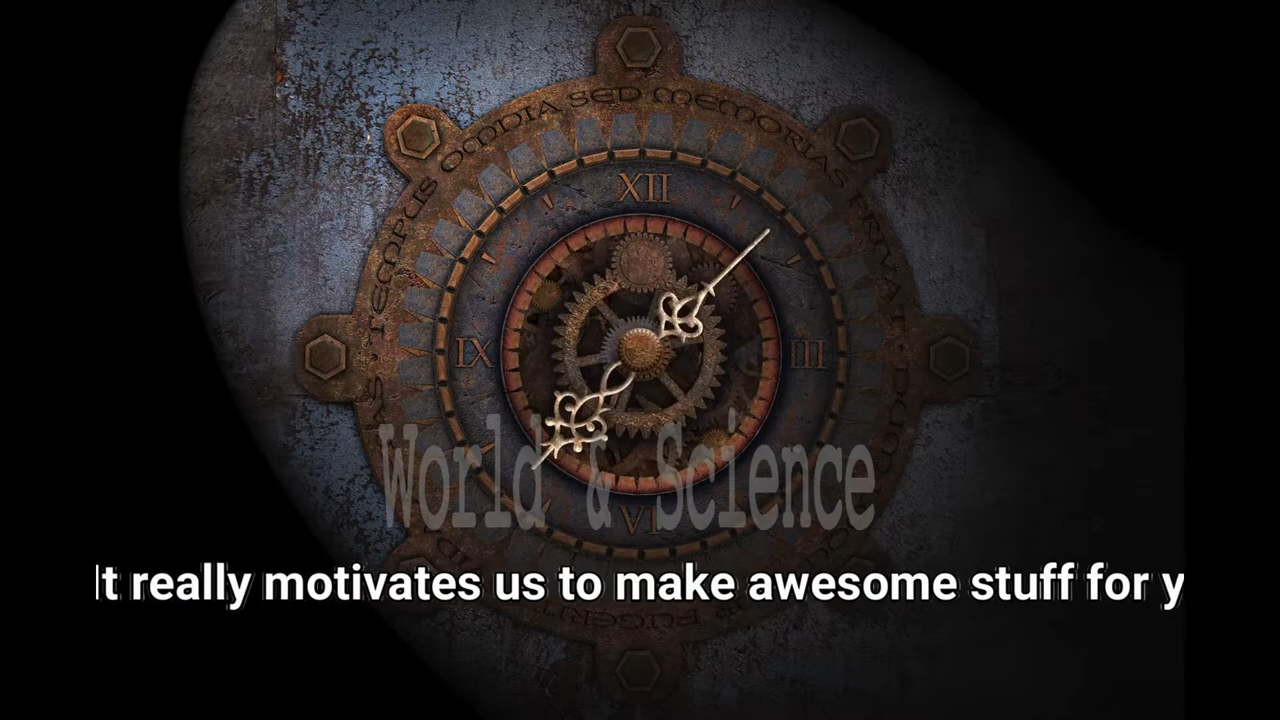 TEMPUS OMNIA SED MEMORIAS PRIVAT
XII
IX
III
VI
World & Science
It really motivates us to make awesome stuff for y